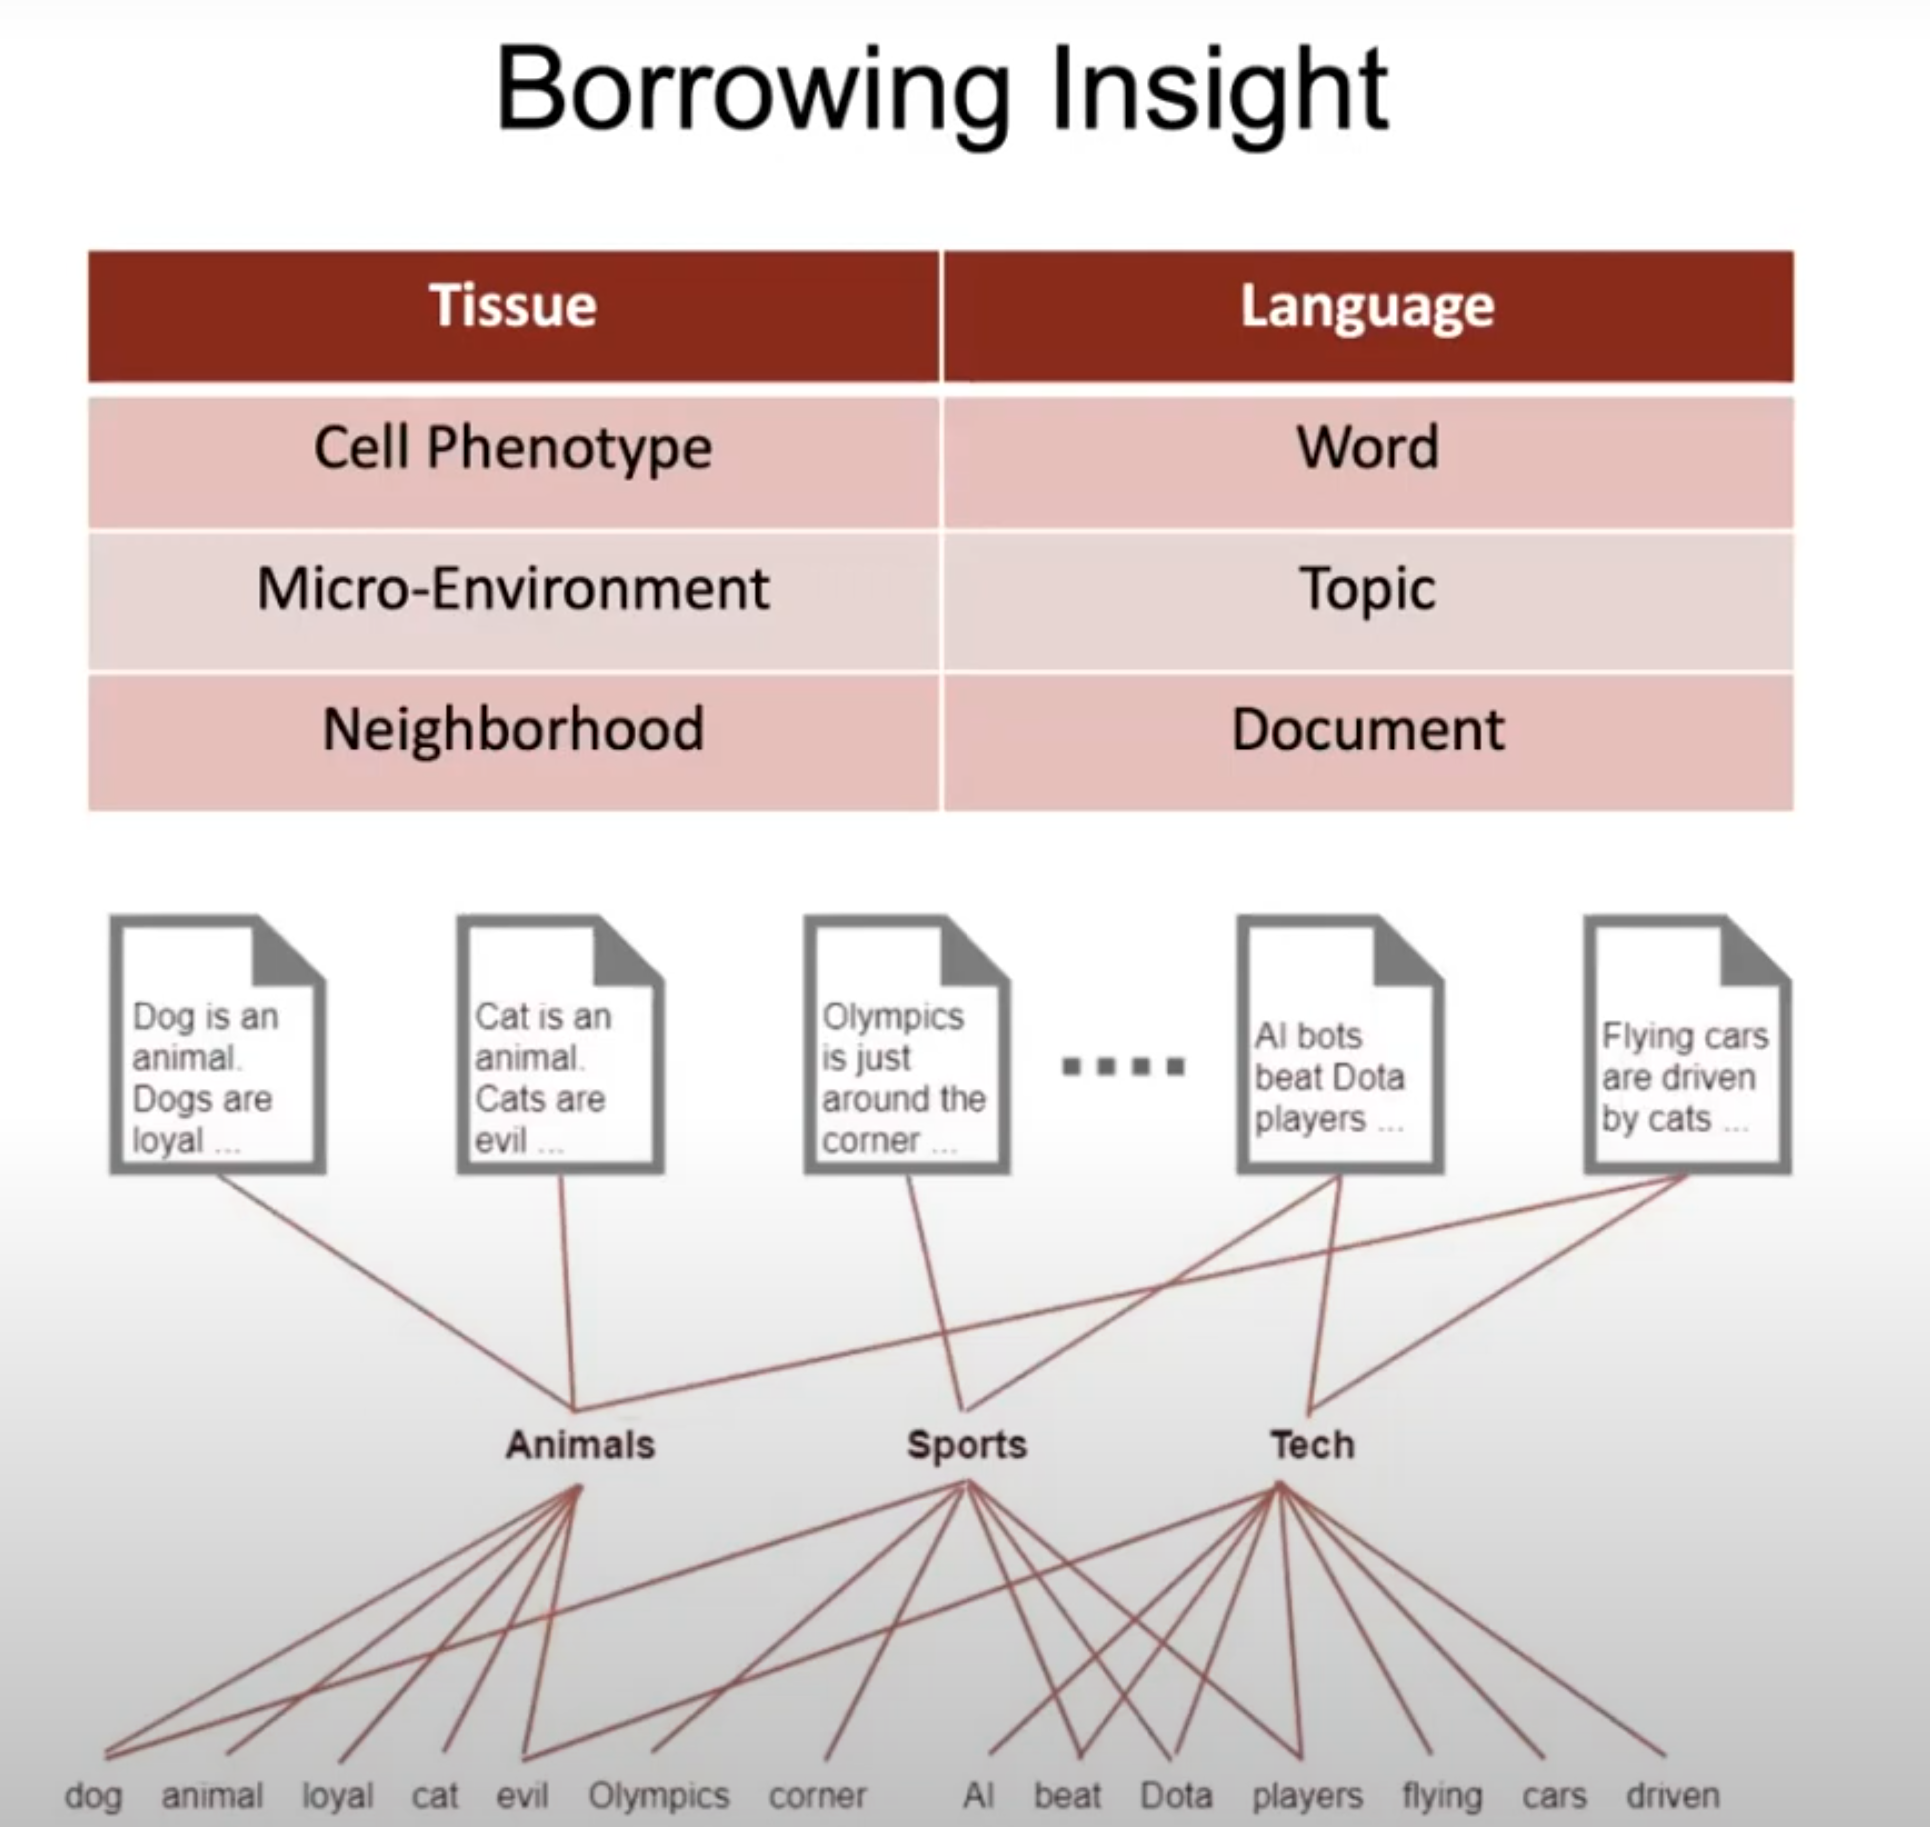 Borrowing Insight
Tissue
Language
Cell Phenotype
Word
Micro-Environment
Topic
Neighborhood
Document
Dog is an
animal.
Dogs are
loyal ...
Cat is an
animal.
Cats are
evil ...
Olympics
is just
around the
corner ...
AI bots
beat Dota
players ...
Flying cars
are driven
by cats ...
Animals
Sports
Tech
dog animal loyal cat evil Olympics corner AI beat Dota players flying cars driven